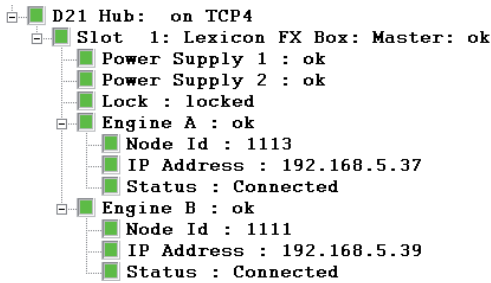 D21 Hub:  on TCP4
Slot  1: Lexicon FX Box: Master: ok
Power Supply 1 : ok
Power Supply 2 : ok
Lock : locked
Engine A : ok
Node Id : 1113
IP Address : 192.168.5.37
Status : Connected
Engine B : ok
Node Id : 1111
IP Address : 192.168.5.39
Status : Connected